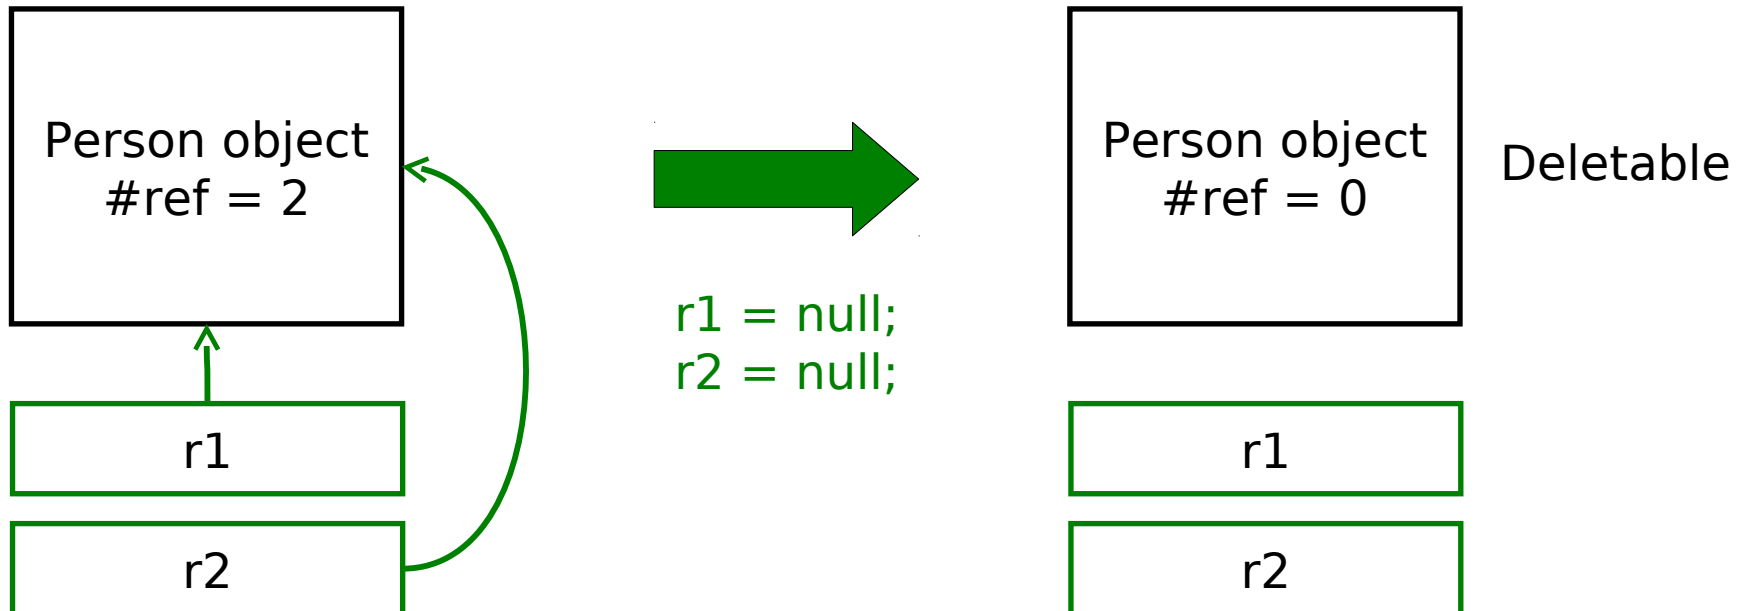 Person object
#ref = 2
r1
r2
r1 = null;
r2 = null;
Person object
#ref = 0
Deletable
r1
r2